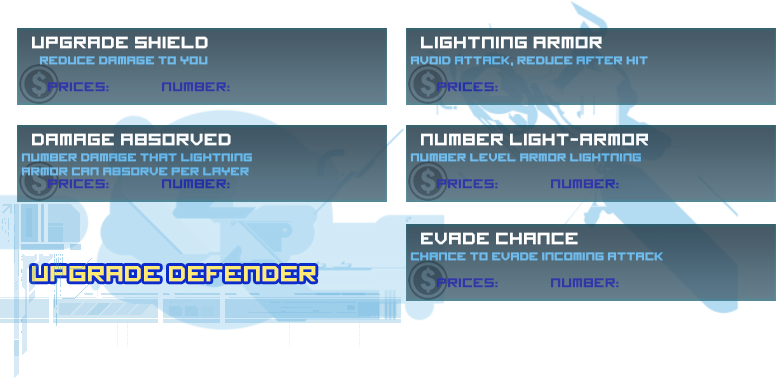 UPGRADE SHIELD
REDUCE DAMAGE TO YOU
PRICES: NUMBER:
LIGHTNING ARMOR
AVOID ATTACK, REDUCE AFTER HIT
PRICES:
DAMAGE ABSORVED
NUMBER DAMAGE THAT LIGHTNING
ARMOR CAN ABSORVE PER LAYER
PRICES: NUMBER:
NUMBER LIGHT-ARMOR
NUMBER LEVEL ARMOR LIGHTNING
PRICES: NUMBER:
EVADE CHANCE
CHANCE TO EVADE INCOMING ATTACK
PRICES: NUMBER:
UPGRADE DEFENDER